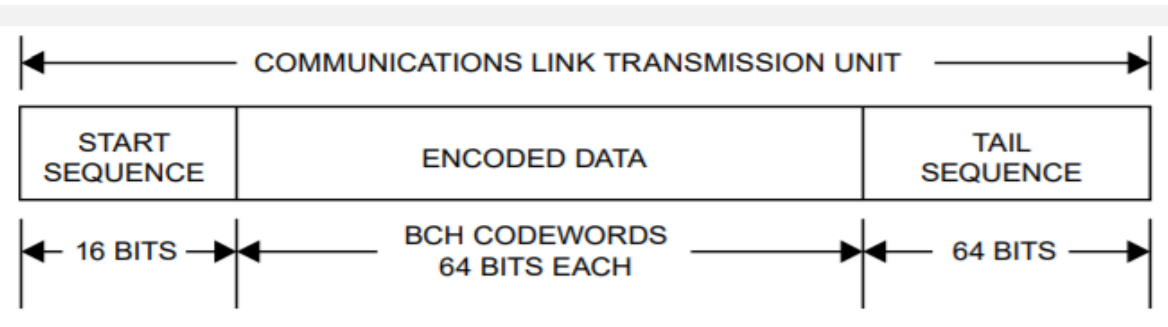 COMMUNICATIONS LINK TRANSMISSION UNIT
START
SEQUENCE
ENCODED DATA
TAIL
SEQUENCE
16 BITS
BCH CODEWORDS
64 BITS EACH
64 BITS